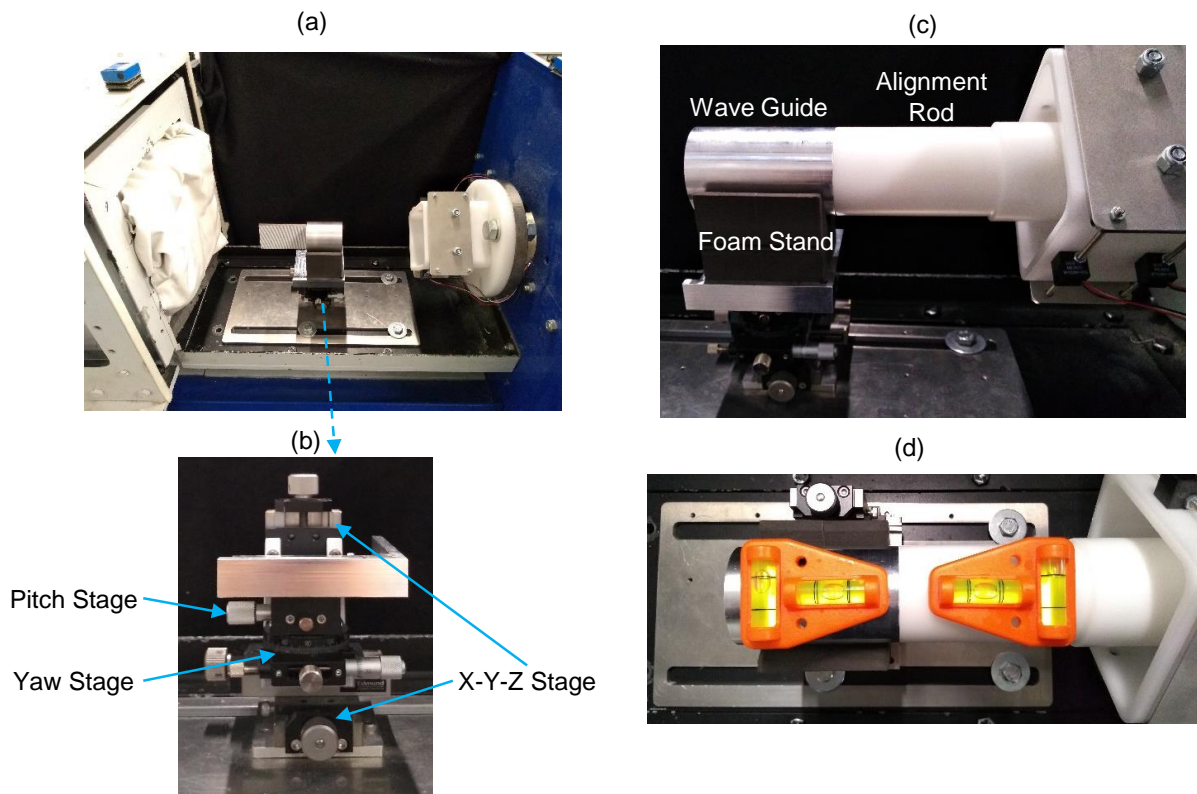 (a)
(c)
Wave Guide
Alignment
Rod
Foam Stand
(b)
(d)
Pitch Stage
Yaw Stage
X-Y-Z Stage